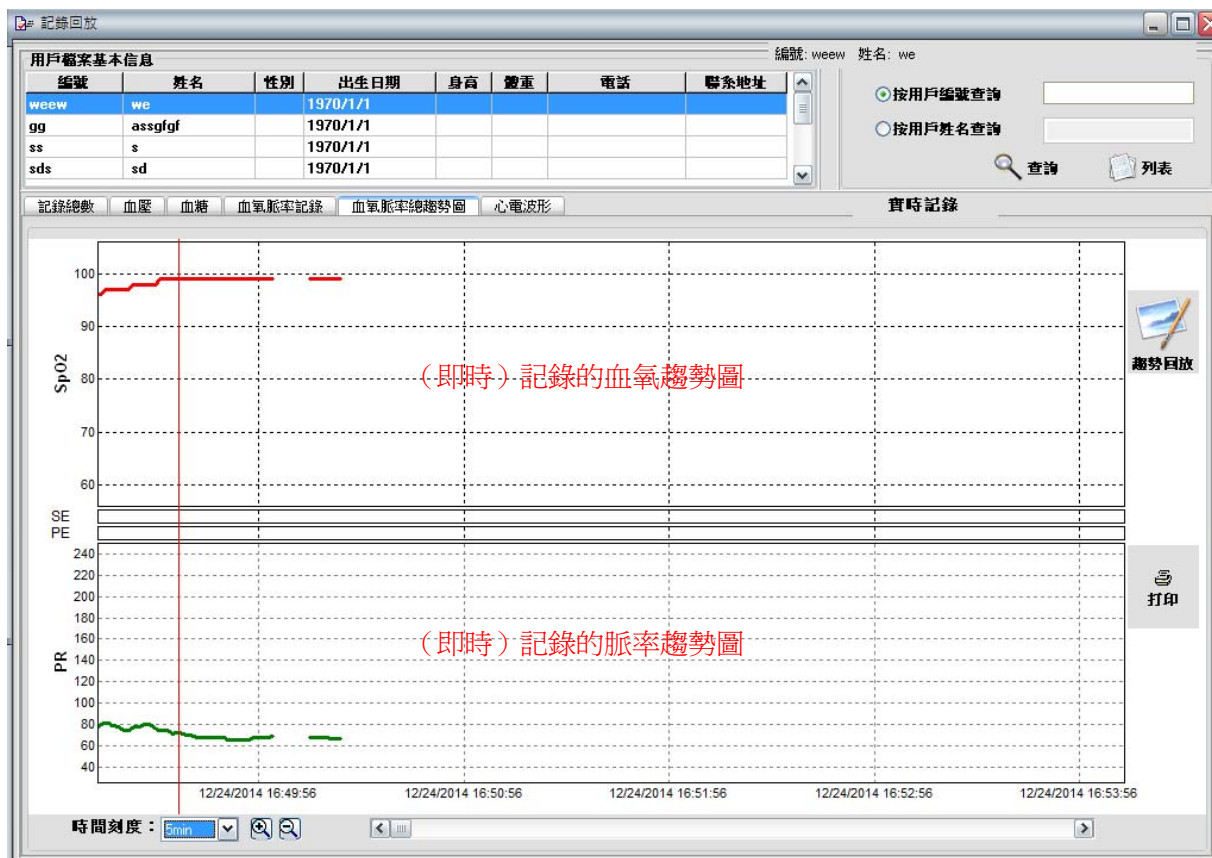 記錄回放
用戶檔案基本信息
編號: weew 姓名: we
編號 姓名 性別 出生日期 身高 體重 電話 聯系地址
weew we 1970/1/1
gg assgfgf 1970/1/1
ss s 1970/1/1
sds sd 1970/1/1
按用戶編號查詢
按用戶姓名查詢
查詢 列表
記錄總數 血壓 血糖 血氧脈率記錄 血氧脈率總趨勢圖 心電波形
實時記錄
100
90
80
70
60
SpO2
(即時)記錄的血氧趨勢圖
趨勢回放
SE
PE
240
220
200
180
160
140
120
100
80
60
40
PR
(即時)記錄的脈率趨勢圖
打印
12/24/2014 16:49:56 12/24/2014 16:50:56 12/24/2014 16:51:56 12/24/2014 16:52:56 12/24/2014 16:53:56
時間刻度: 5min